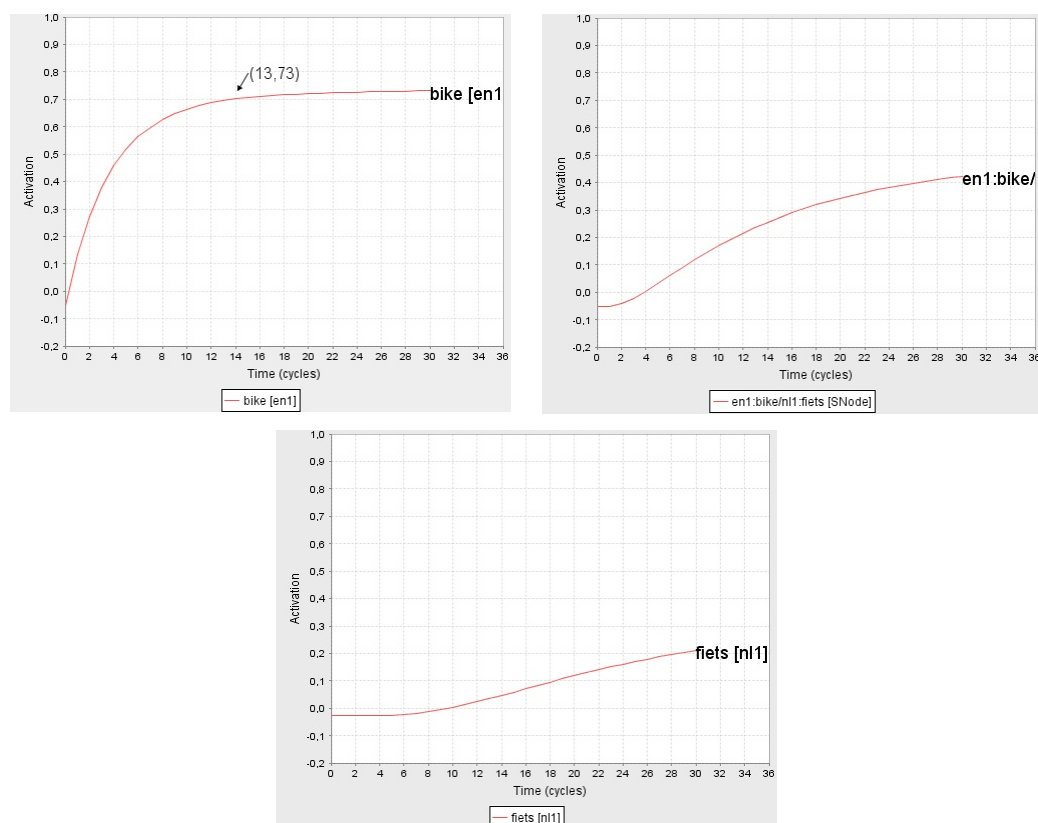 1,0
0,9
0,8
0,7
0,6
0,5
0,4
0,3
0,2
0,1
0,0
-0,1
-0,2
Activation
(13,73)
bike [en1
0 2 4 6 8 10 12 14 16 18 20 22 24 26 28 30 32 34 36
Time (cycles)
bike [en1]
1,0
0,9
0,8
0,7
0,6
0,5
0,4
0,3
0,2
0,1
0,0
-0,1
-0,2
Activation
en1:bike/
0 2 4 6 8 10 12 14 16 18 20 22 24 26 28 30 32 34 36
Time (cycles)
en1:bike/nl1:fiets [SNode]
1,0
0,9
0,8
0,7
0,6
0,5
0,4
0,3
0,2
0,1
0,0
-0,1
-0,2
Activation
fiets [nl1]
0 2 4 6 8 10 12 14 16 18 20 22 24 26 28 30 32 34 36
Time (cycles)
fiets [nl1]